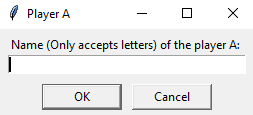 Player A
Name (Only accepts letters) of the player A:
OK
Cancel